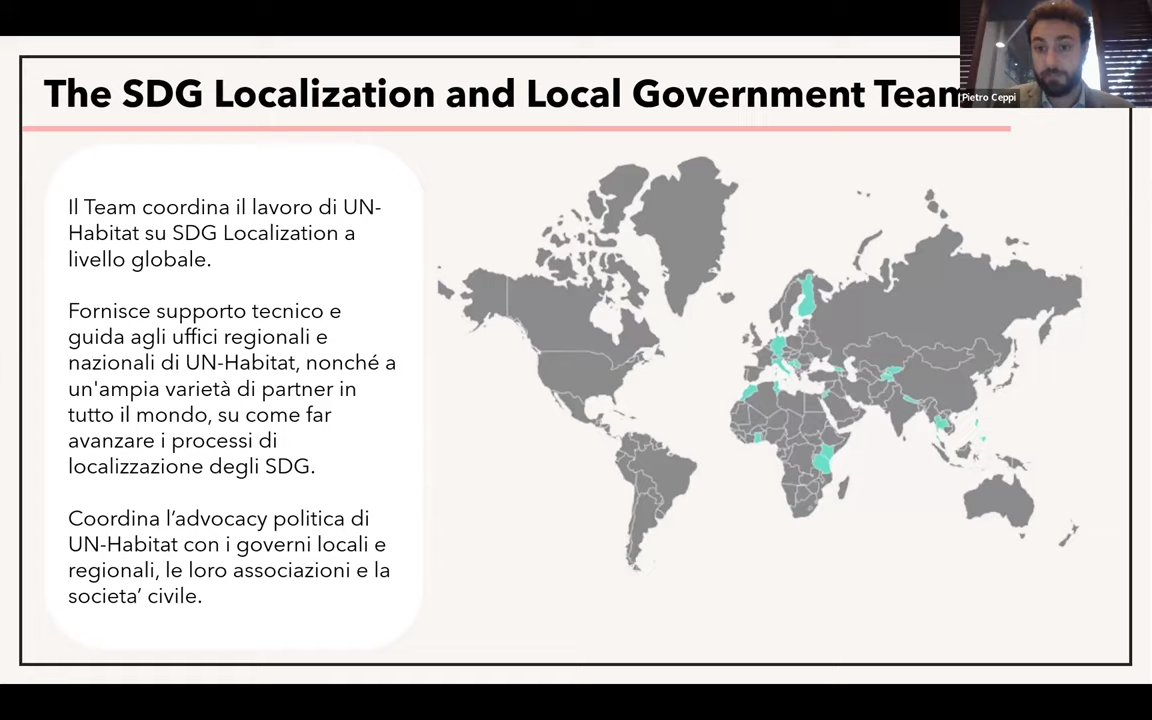 The SDG Localization and Local Government Team
Pietro Ceppi
Il Team coordina il lavoro di UN-
Habitat su SDG Localization a
livello globale.
Fornisce supporto tecnico e
guida agli uffici regionali e
nazionali di UN-Habitat, nonché a
un'ampia varietà di partner in
tutto il mondo, su come far
avanzare i processi di
localizzazione degli SDG.
Coordina l’advocacy politica di
UN-Habitat con i governi locali e
regionali, le loro associazioni e la
societa’ civile.